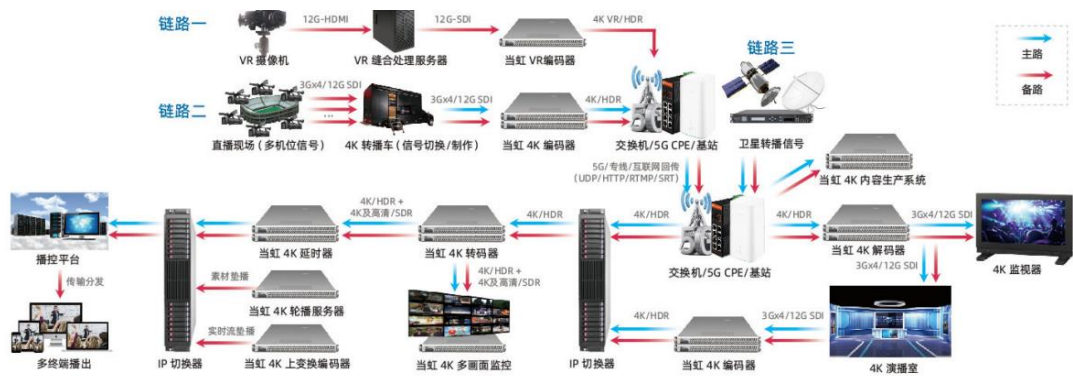 链路一
12G-HDMI
12G-SDI
4K VR/HDR
VR 摄像机
VR 缝合处理服务器
当虹 VR编码器
链路三
主路
备路
链路二
3Gx4/12G SDI
3Gx4/12G SDI
4K/HDR
...
直播现场（多机位信号）
4K 转播车（信号切换/制作）
当虹 4K 编码器
交换机/5G CPE/基站
卫星转播信号
5G/专线/互联网回传
(UDP/HTTP/RTMP/SRT)
当虹 4K 内容生产系统
4K/HDR +
4K及高清/SDR
4K/HDR
4K/HDR
4K/HDR
3Gx4/12G SDI
播控平台
当虹 4K 延时器
当虹 4K 转码器
交换机/5G CPE/基站
当虹 4K 解码器
4K 监视器
传输分发
素材垫播
4K/HDR +
4K及高清/SDR
3Gx4/12G SDI
当虹 4K 轮播服务器
实时流垫播
4K/HDR
3Gx4/12G SDI
多终端播出
IP 切换器
当虹 4K 上变换编码器
当虹 4K 多画面监控
IP 切换器
当虹 4K 编码器
4K 演播室